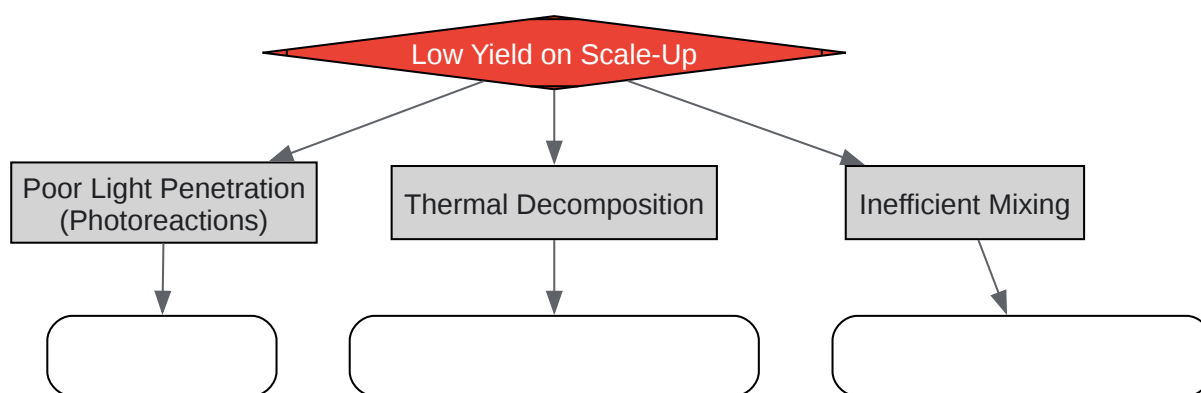 Low Yield on Scale-Up
Poor Light Penetration
(Photoreactions)
Thermal Decomposition
Inefficient Mixing